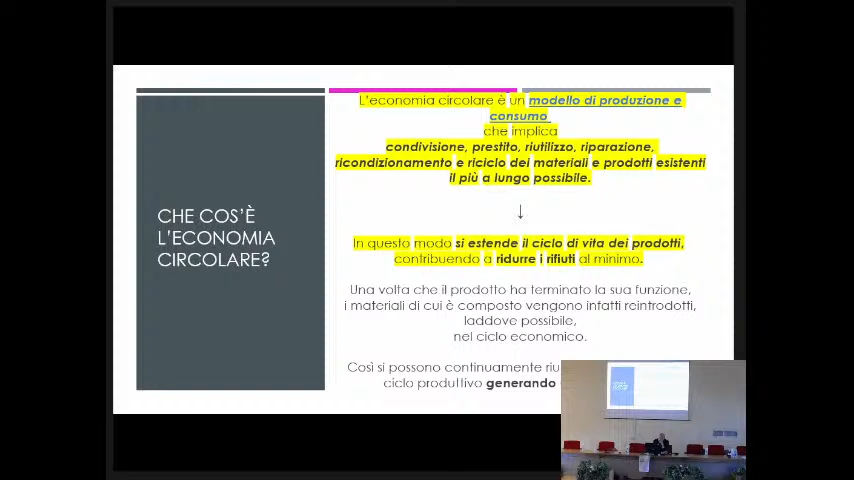 CHE COS'È
L'ECONOMIA
CIRCOLARE?
L'economia circolare è un modello di produzione e
consumo
che implica
condivisione, prestito, riutilizzo, riparazione,
ricondizionamento e riciclo dei materiali e prodotti esistenti
il più a lungo possibile.
↓
In questo modo si estende il ciclo di vita dei prodotti,
contribuendo a ridurre i rifiuti al minimo.
Una volta che il prodotto ha terminato la sua funzione,
i materiali di cui è composto vengono infatti reintrodotti,
laddove possibile,
nel ciclo economico.
Così si possono continuamente riu
ciclo produttivo generando